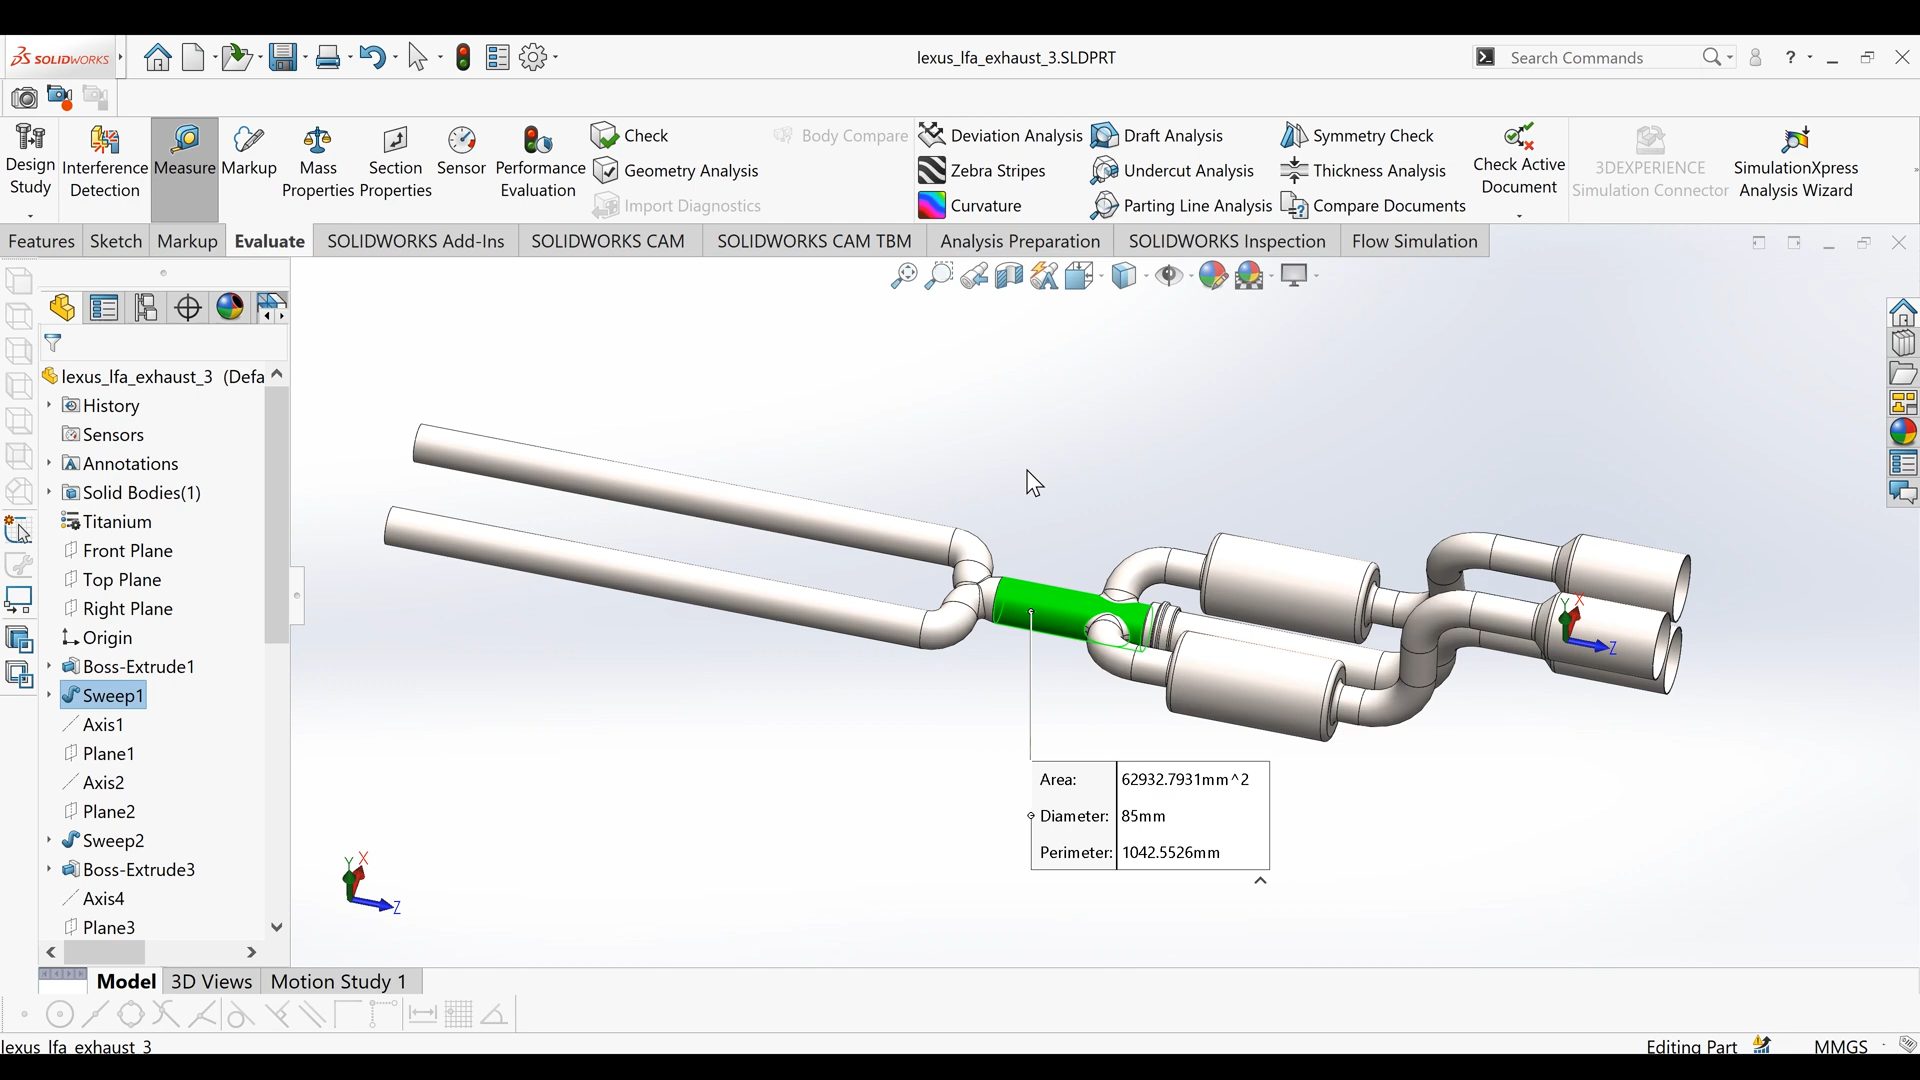 SOLIDWORKS
lexus_lfa_exhaust_3.SLDPRT
Search Commands
?
Design Study
Interference Detection
Measure
Markup
Mass Properties
Section Properties
Sensor
Performance Evaluation
Check
Geometry Analysis
Import Diagnostics
Body Compare
Deviation Analysis
Zebra Stripes
Curvature
Draft Analysis
Undercut Analysis
Parting Line Analysis
Symmetry Check
Thickness Analysis
Compare Documents
Check Active Document
3DEXPERIENCE Simulation Connector
SimulationXpress Analysis Wizard
Features
Sketch
Markup
Evaluate
SOLIDWORKS Add-Ins
SOLIDWORKS CAM
SOLIDWORKS CAM TBM
Analysis Preparation
SOLIDWORKS Inspection
Flow Simulation
lexus_lfa_exhaust_3 (Defa
History
Sensors
Annotations
Solid Bodies(1)
Titanium
Front Plane
Top Plane
Right Plane
Origin
Boss-Extrude1
Sweep1
Axis1
Plane1
Axis2
Plane2
Sweep2
Boss-Extrude3
Axis4
Plane3
Y X
Z
Y X
Z
Area: 62932.7931mm^2
Diameter: 85mm
Perimeter: 1042.5526mm
Model
3D Views
Motion Study 1
lexus_lfa_exhaust_3
Editing Part
MMGS